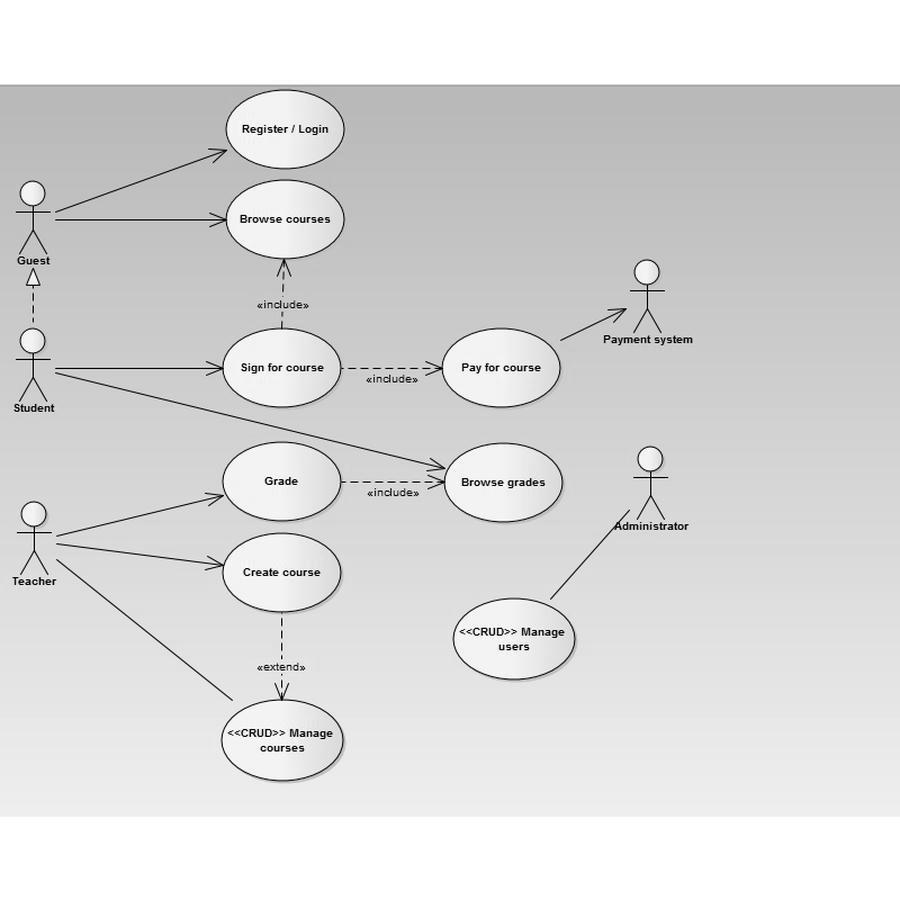 Register / Login
Browse courses
Guest
«include»
Payment system
Sign for course
Pay for course
«include»
Student
Grade
Browse grades
«include»
Administrator
Create course
Teacher
<<CRUD>> Manage
users
«extend»
<<CRUD>> Manage
courses